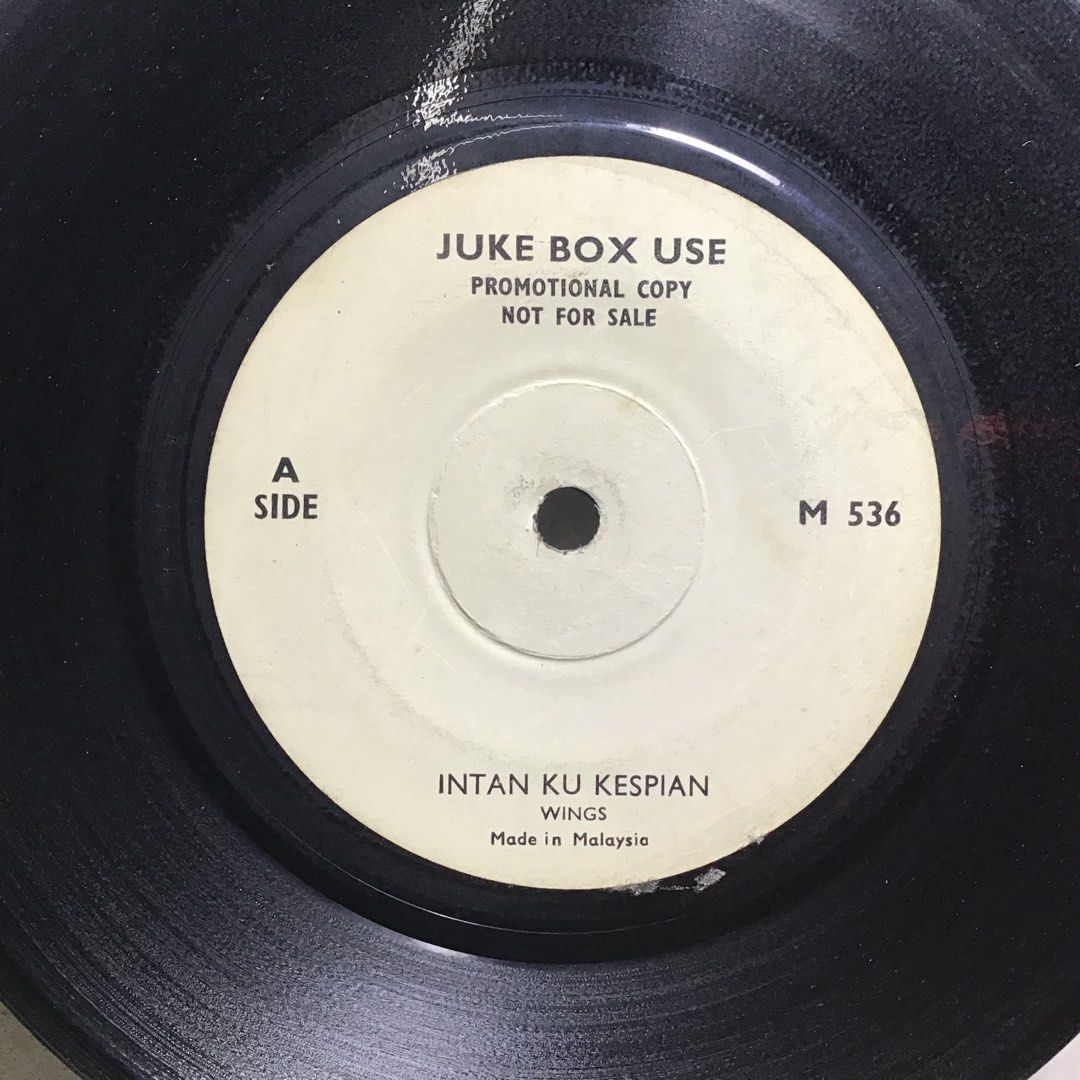 JUKE BOX USE
PROMOTIONAL COPY
NOT FOR SALE
A
SIDE
M 536
INTAN KU KESPIAN
WINGS
Made in Malaysia